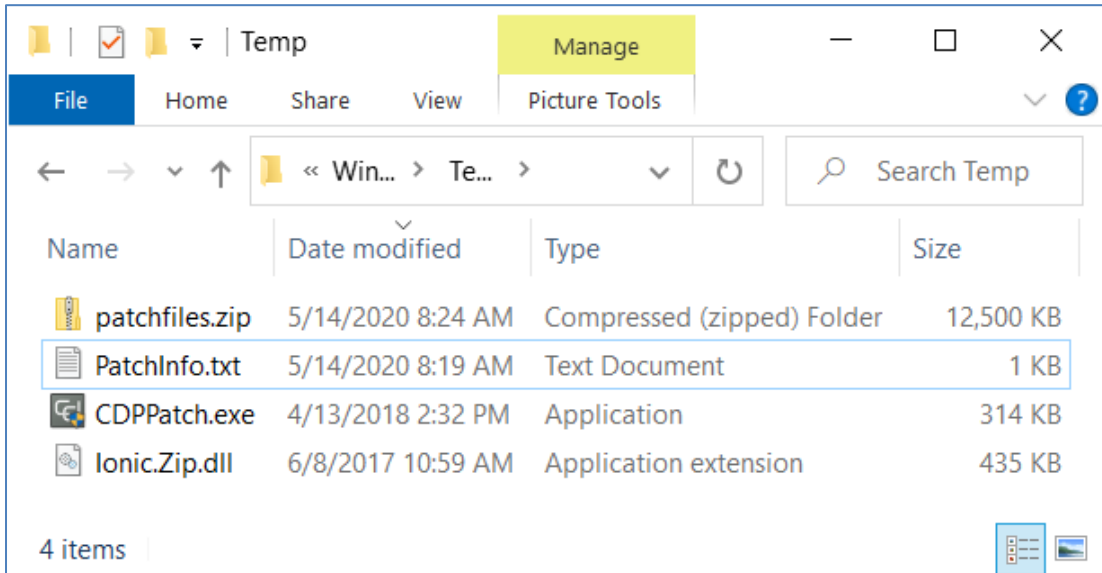 Temp
Manage
File Home Share View Picture Tools ?
« Win... > Te... > Search Temp
Name Date modified Type Size
patchfiles.zip 5/14/2020 8:24 AM Compressed (zipped) Folder 12,500 KB
PatchInfo.txt 5/14/2020 8:19 AM Text Document 1 KB
CDPPatch.exe 4/13/2018 2:32 PM Application 314 KB
Ionic.Zip.dll 6/8/2017 10:59 AM Application extension 435 KB
4 items